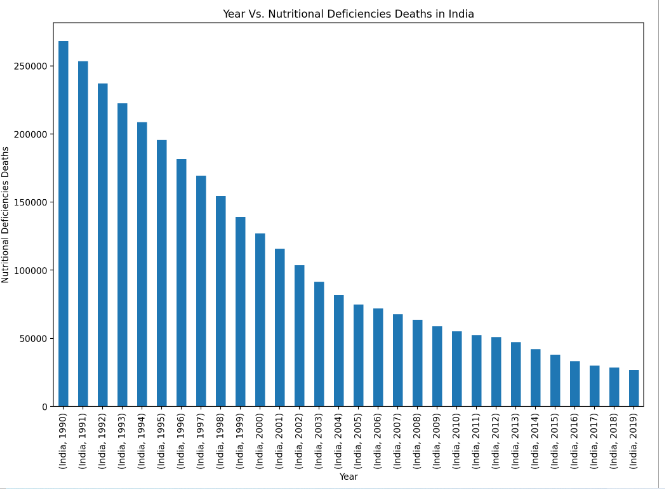 Year Vs. Nutritional Deficiencies Deaths in India
Nutritional Deficiencies Deaths
250000
200000
150000
100000
50000
0
(India, 1990)
(India, 1991)
(India, 1992)
(India, 1993)
(India, 1994)
(India, 1995)
(India, 1996)
(India, 1997)
(India, 1998)
(India, 1999)
(India, 2000)
(India, 2001)
(India, 2002)
(India, 2003)
(India, 2004)
(India, 2005)
(India, 2006)
(India, 2007)
(India, 2008)
(India, 2009)
(India, 2010)
(India, 2011)
(India, 2012)
(India, 2013)
(India, 2014)
(India, 2015)
(India, 2016)
(India, 2017)
(India, 2018)
(India, 2019)
Year